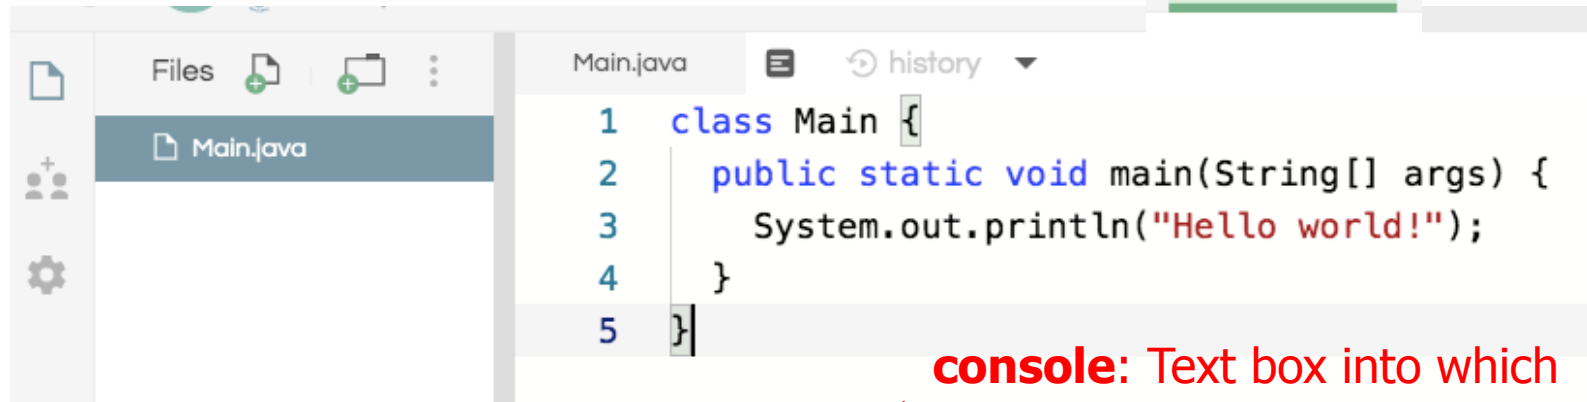 Files
Main.java
Main.java history
1 class Main {
2 public static void main(String[] args) {
3 System.out.println("Hello world!");
4 }
5 }
console: Text box into which